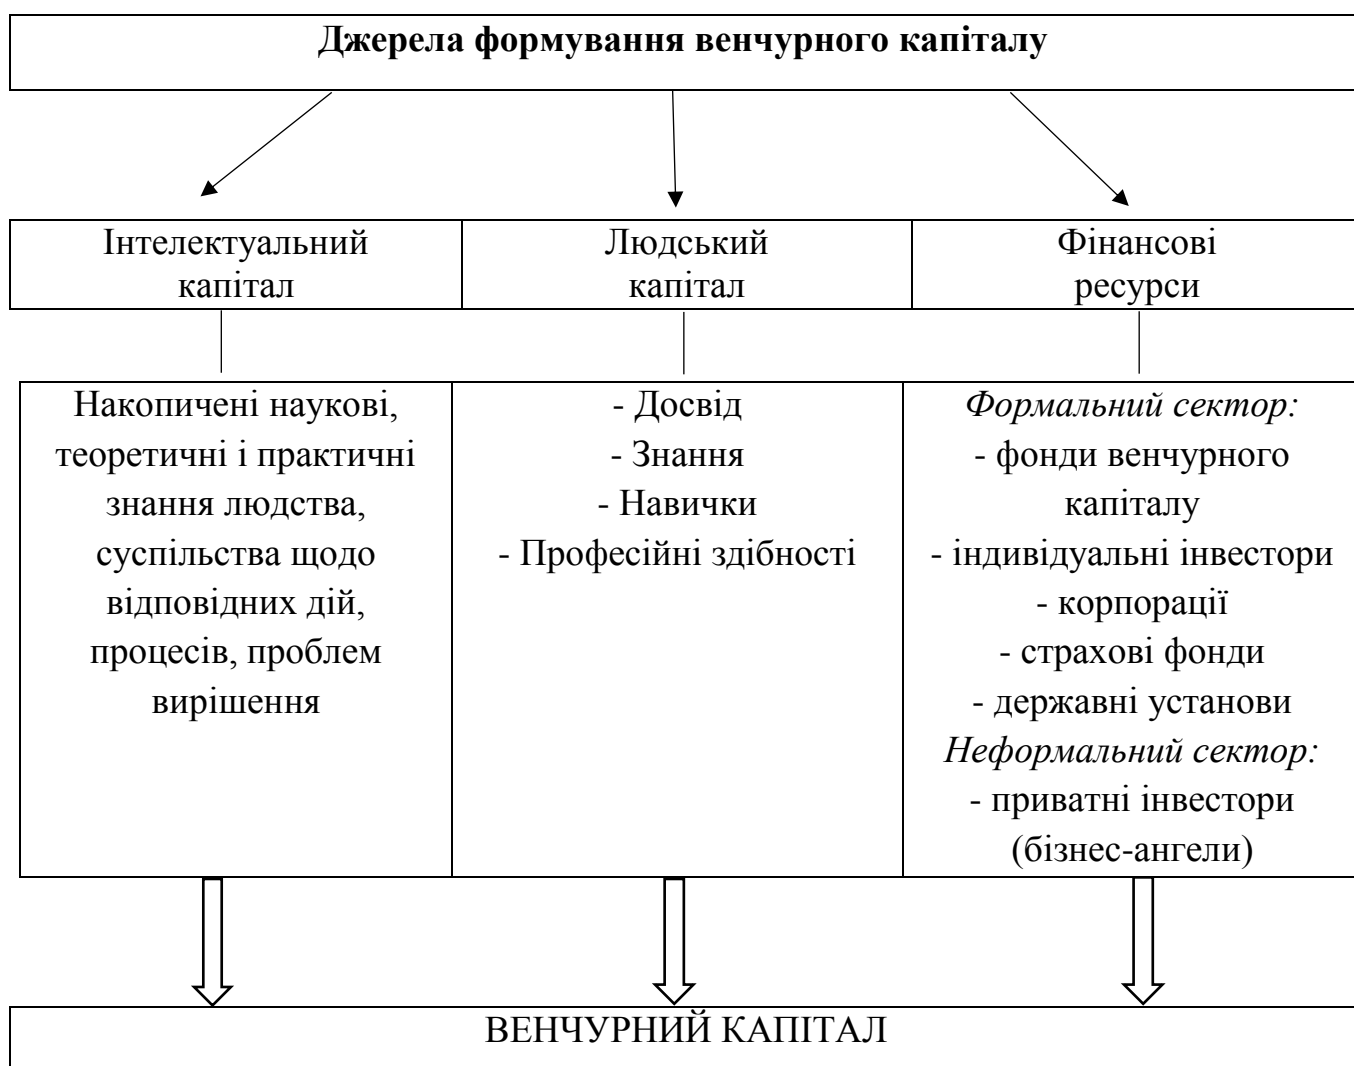 Джерела формування венчурного капіталу
Інтелектуальний
капітал
Людський
капітал
Фінансові
ресурси
Накопичені наукові,
теоретичні і практичні
знання людства,
суспільства щодо
відповідних дій,
процесів, проблем
вирішення
- Досвід
- Знання
- Навички
- Професійні здібності
Формальний сектор:
- фонди венчурного
капіталу
- індивідуальні інвестори
- корпорації
- страхові фонди
- державні установи
Неформальний сектор:
- приватні інвестори
(бізнес-ангели)
ВЕНЧУРНИЙ КАПІТАЛ